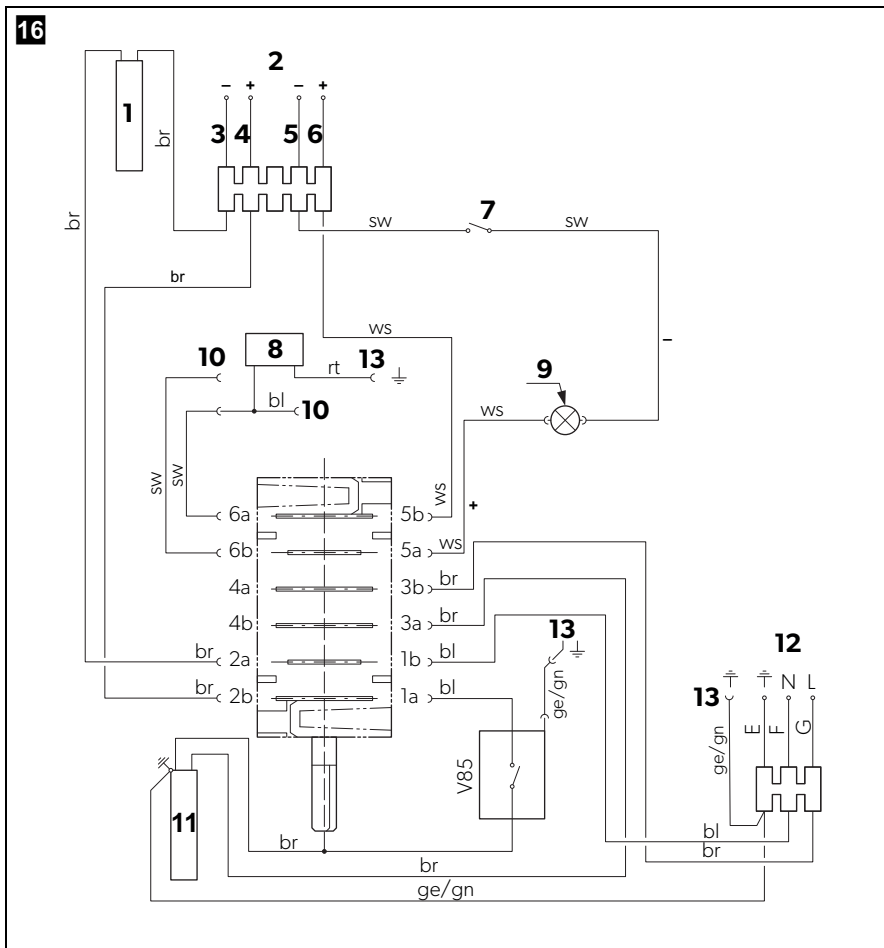 16
2
− + − +
1
3 4 5 6
br
br
sw
7
sw
br
ws
−
10
8
rt
13
9
bl
10
ws
sw
sw
ws
+
6a
5b
6b
5a
ws
4a
3b
br
4b
3a
br
br
2a
1b
bl
13
12
br
2b
1a
bl
13
N L
ge/gn
ge/gn
E F G
V85
11
br
bl
br
br
ge/gn